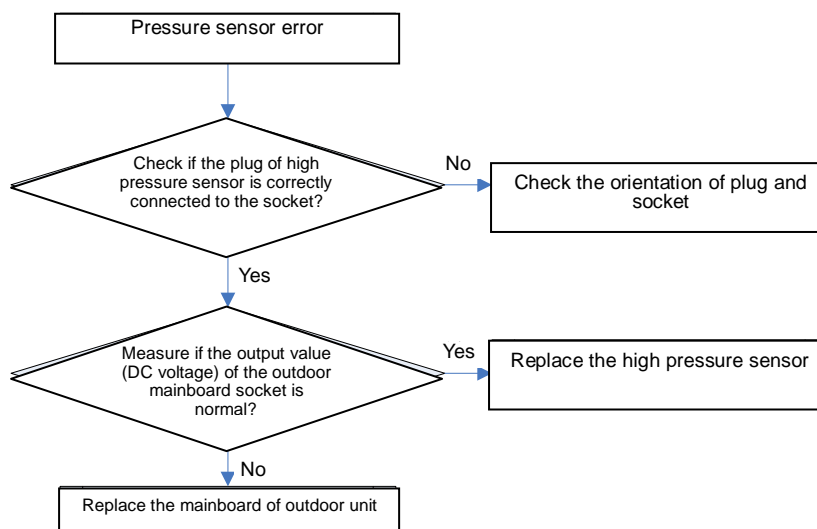 Pressure sensor error
Check if the plug of high
pressure sensor is correctly
connected to the socket?
No
Check the orientation of plug and
socket
Yes
Measure if the output value
(DC voltage) of the outdoor
mainboard socket is
normal?
Yes
Replace the high pressure sensor
No
Replace the mainboard of outdoor unit